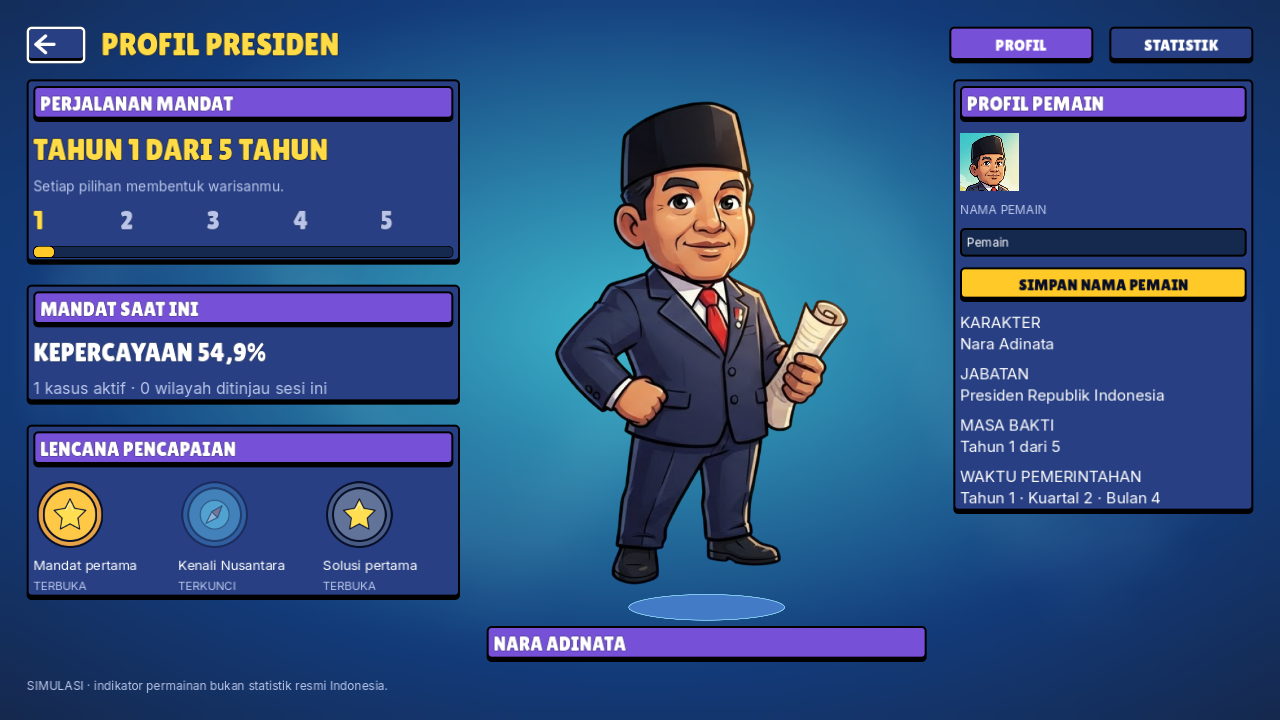 PROFIL PRESIDEN
PROFIL
STATISTIK
PERJALANAN MANDAT
TAHUN 1 DARI 5 TAHUN
Setiap pilihan membentuk warisanmu.
1 2 3 4 5
MANDAT SAAT INI
KEPERCAYAAN 54,9%
1 kasus aktif · 0 wilayah ditinjau sesi ini
LENCANA PENCAPAIAN
Mandat pertama
TERBUKA
Kenali Nusantara
TERKUNCI
Solusi pertama
TERBUKA
NARA ADINATA
PROFIL PEMAIN
NAMA PEMAIN
Pemain
SIMPAN NAMA PEMAIN
KARAKTER
Nara Adinata
JABATAN
Presiden Republik Indonesia
MASA BAKTI
Tahun 1 dari 5
WAKTU PEMERINTAHAN
Tahun 1 · Kuartal 2 · Bulan 4
SIMULASI · indikator permainan bukan statistik resmi Indonesia.